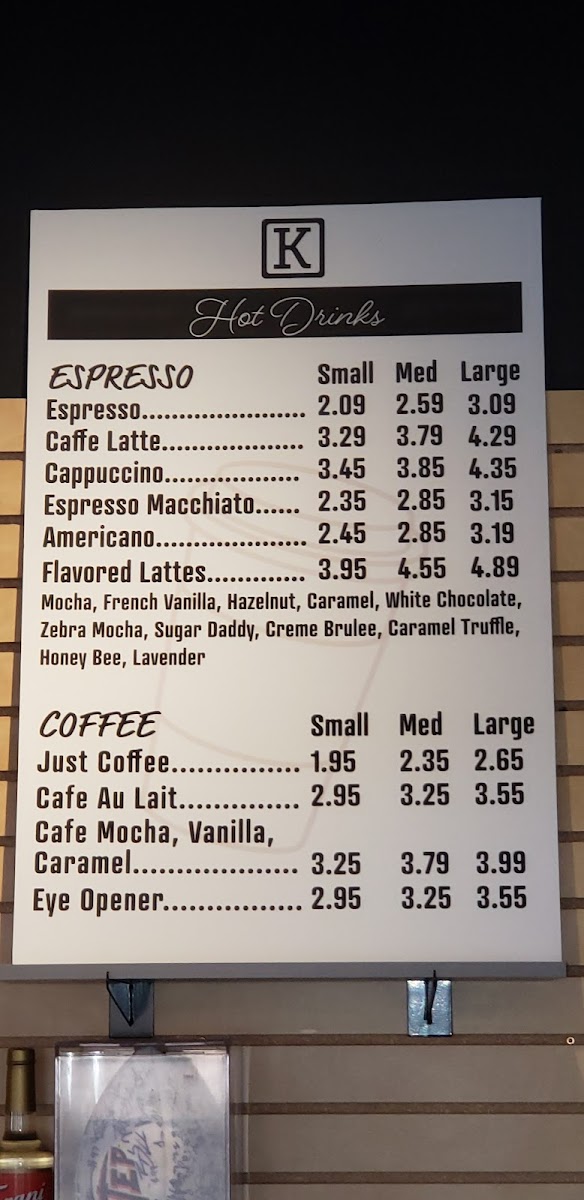 K
Hot Drinks
ESPRESSO Small Med Large
Espresso...................... 2.09 2.59 3.09
Caffe Latte................... 3.29 3.79 4.29
Cappuccino.................. 3.45 3.85 4.35
Espresso Macchiato...... 2.35 2.85 3.15
Americano.................... 2.45 2.85 3.19
Flavored Lattes............. 3.95 4.55 4.89
Mocha, French Vanilla, Hazelnut, Caramel, White Chocolate,
Zebra Mocha, Sugar Daddy, Creme Brulee, Caramel Truffle,
Honey Bee, Lavender
COFFEE Small Med Large
Just Coffee................ 1.95 2.35 2.65
Cafe Au Lait............... 2.95 3.25 3.55
Cafe Mocha, Vanilla,
Caramel.................... 3.25 3.79 3.99
Eye Opener................. 2.95 3.25 3.55